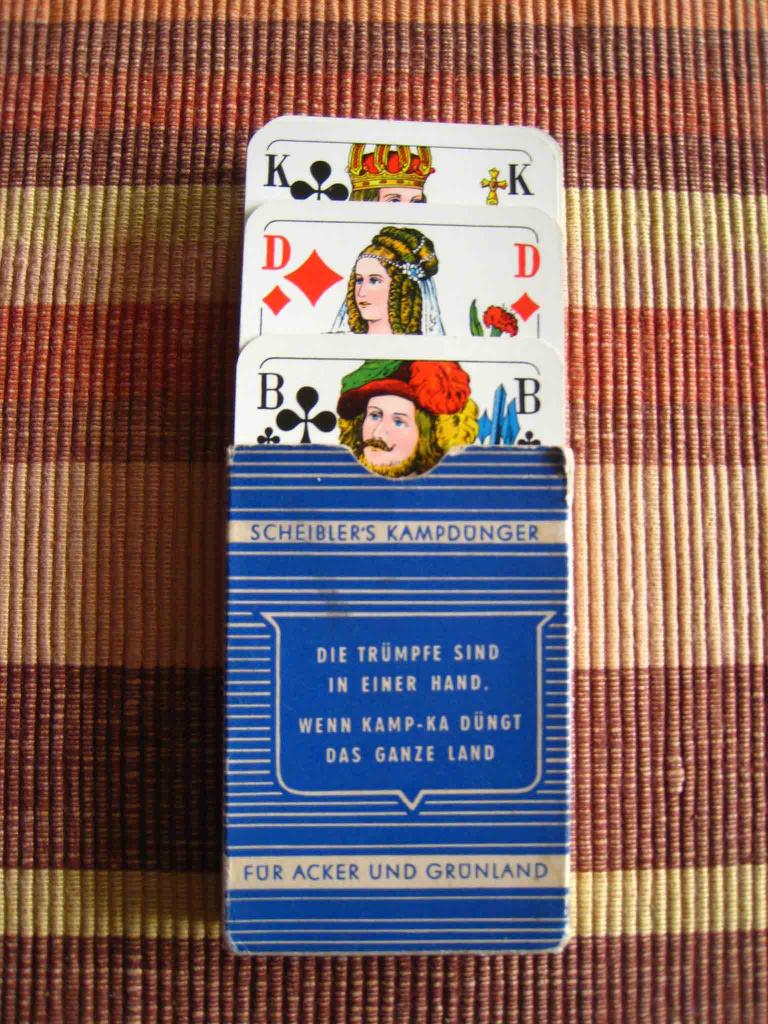 K K
D D
B B
SCHEIBLER'S KAMPDÜNGER
DIE TRÜMPFE SIND
IN EINER HAND,
WENN KAMP-KA DÜNGT
DAS GANZE LAND
FÜR ACKER UND GRÜNLAND